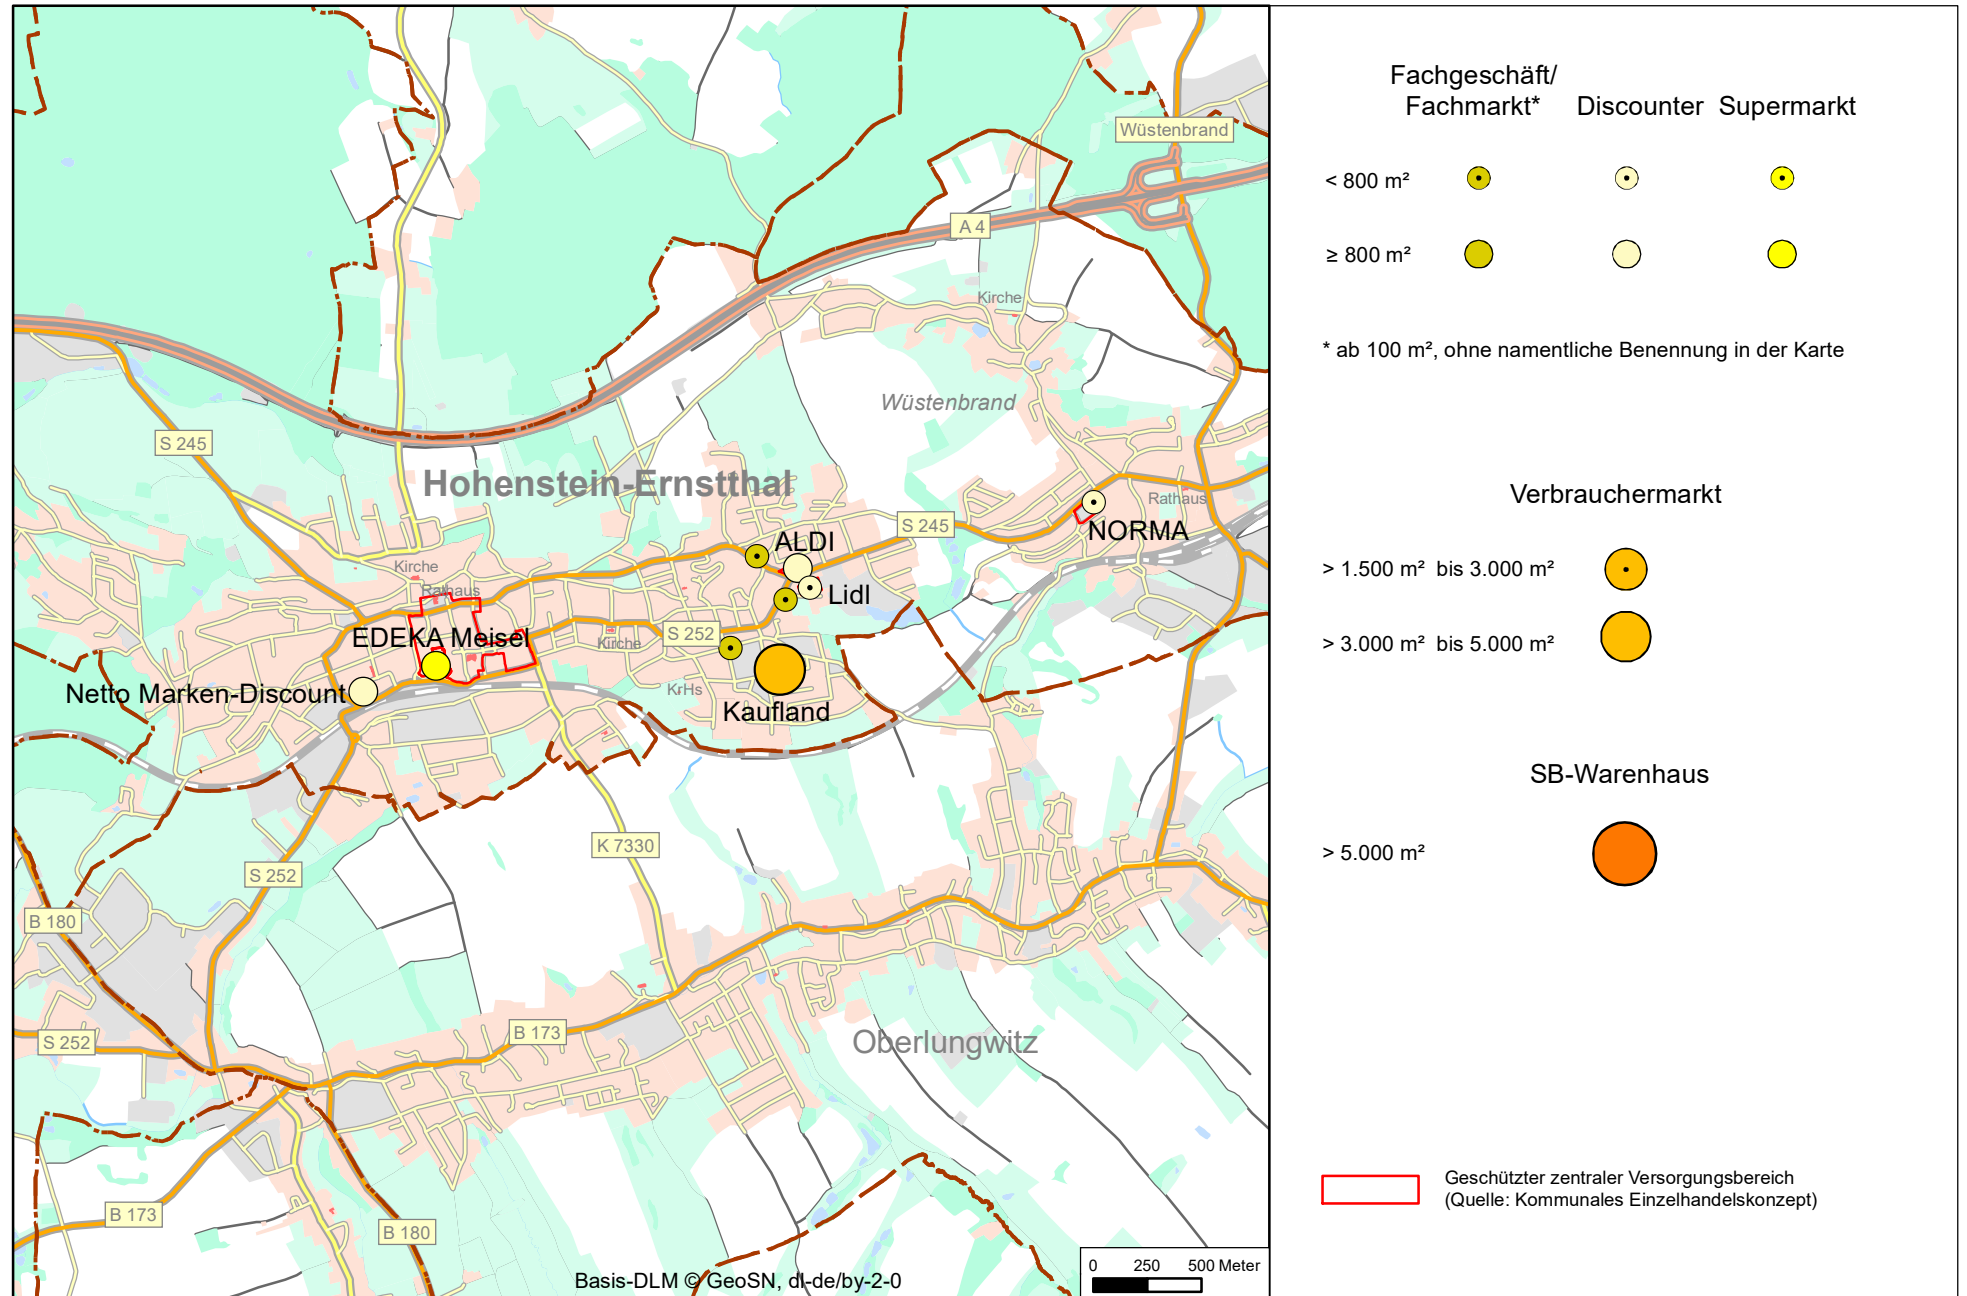 Wüstenbrand
A 4
Kirche
Wüstenbrand
S 245
Hohenstein-Ernstthal
Rathaus
S 245
NORMA
ALDI
Kirche
Rathaus
Lidl
EDEKA Meisel
S 252
Kirche
Netto Marken-Discount
KrHs
Kaufland
K 7330
S 252
B 180
B 173
S 252
Oberlungwitz
B 173
B 180
Basis-DLM © GeoSN, dl-de/by-2-0
0 250 500 Meter
Fachgeschäft/
Fachmarkt* Discounter Supermarkt
< 800 m²
≥ 800 m²
* ab 100 m², ohne namentliche Benennung in der Karte
Verbrauchermarkt
> 1.500 m² bis 3.000 m²
> 3.000 m² bis 5.000 m²
SB-Warenhaus
> 5.000 m²
Geschützter zentraler Versorgungsbereich
(Quelle: Kommunales Einzelhandelskonzept)